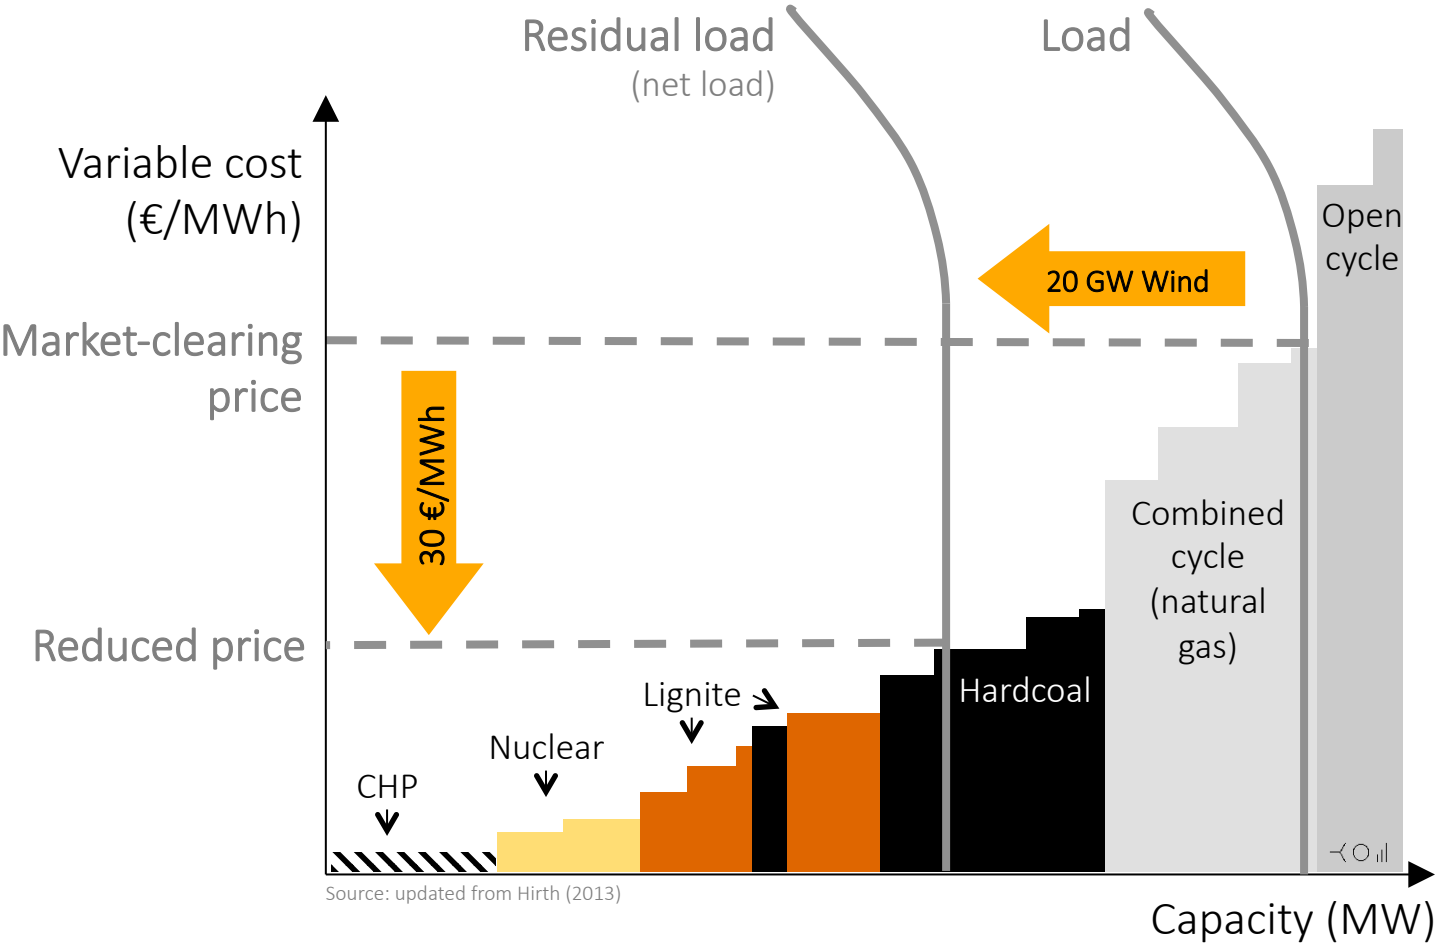 Residual load
(net load)
Load
Variable cost
(€/MWh)
Open
cycle
20 GW Wind
Market-clearing
price
30 €/MWh
Combined
cycle
(natural
gas)
Reduced price
Lignite
Hardcoal
Nuclear
CHP
Source: updated from Hirth (2013)
Capacity (MW)